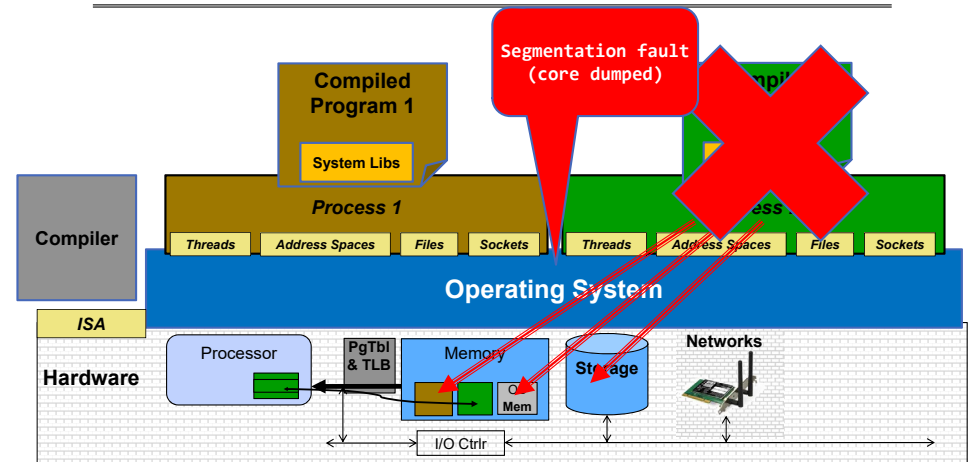 Segmentation fault
(core dumped)
Compiled
Program 1
System Libs
Process 1
Compiler
Threads
Address Spaces
Files
Sockets
Threads
Address Spaces
Files
Sockets
Operating System
ISA
Hardware
Processor
PgTbl
& TLB
Memory
Mem
Storage
Networks
I/O Ctrlr